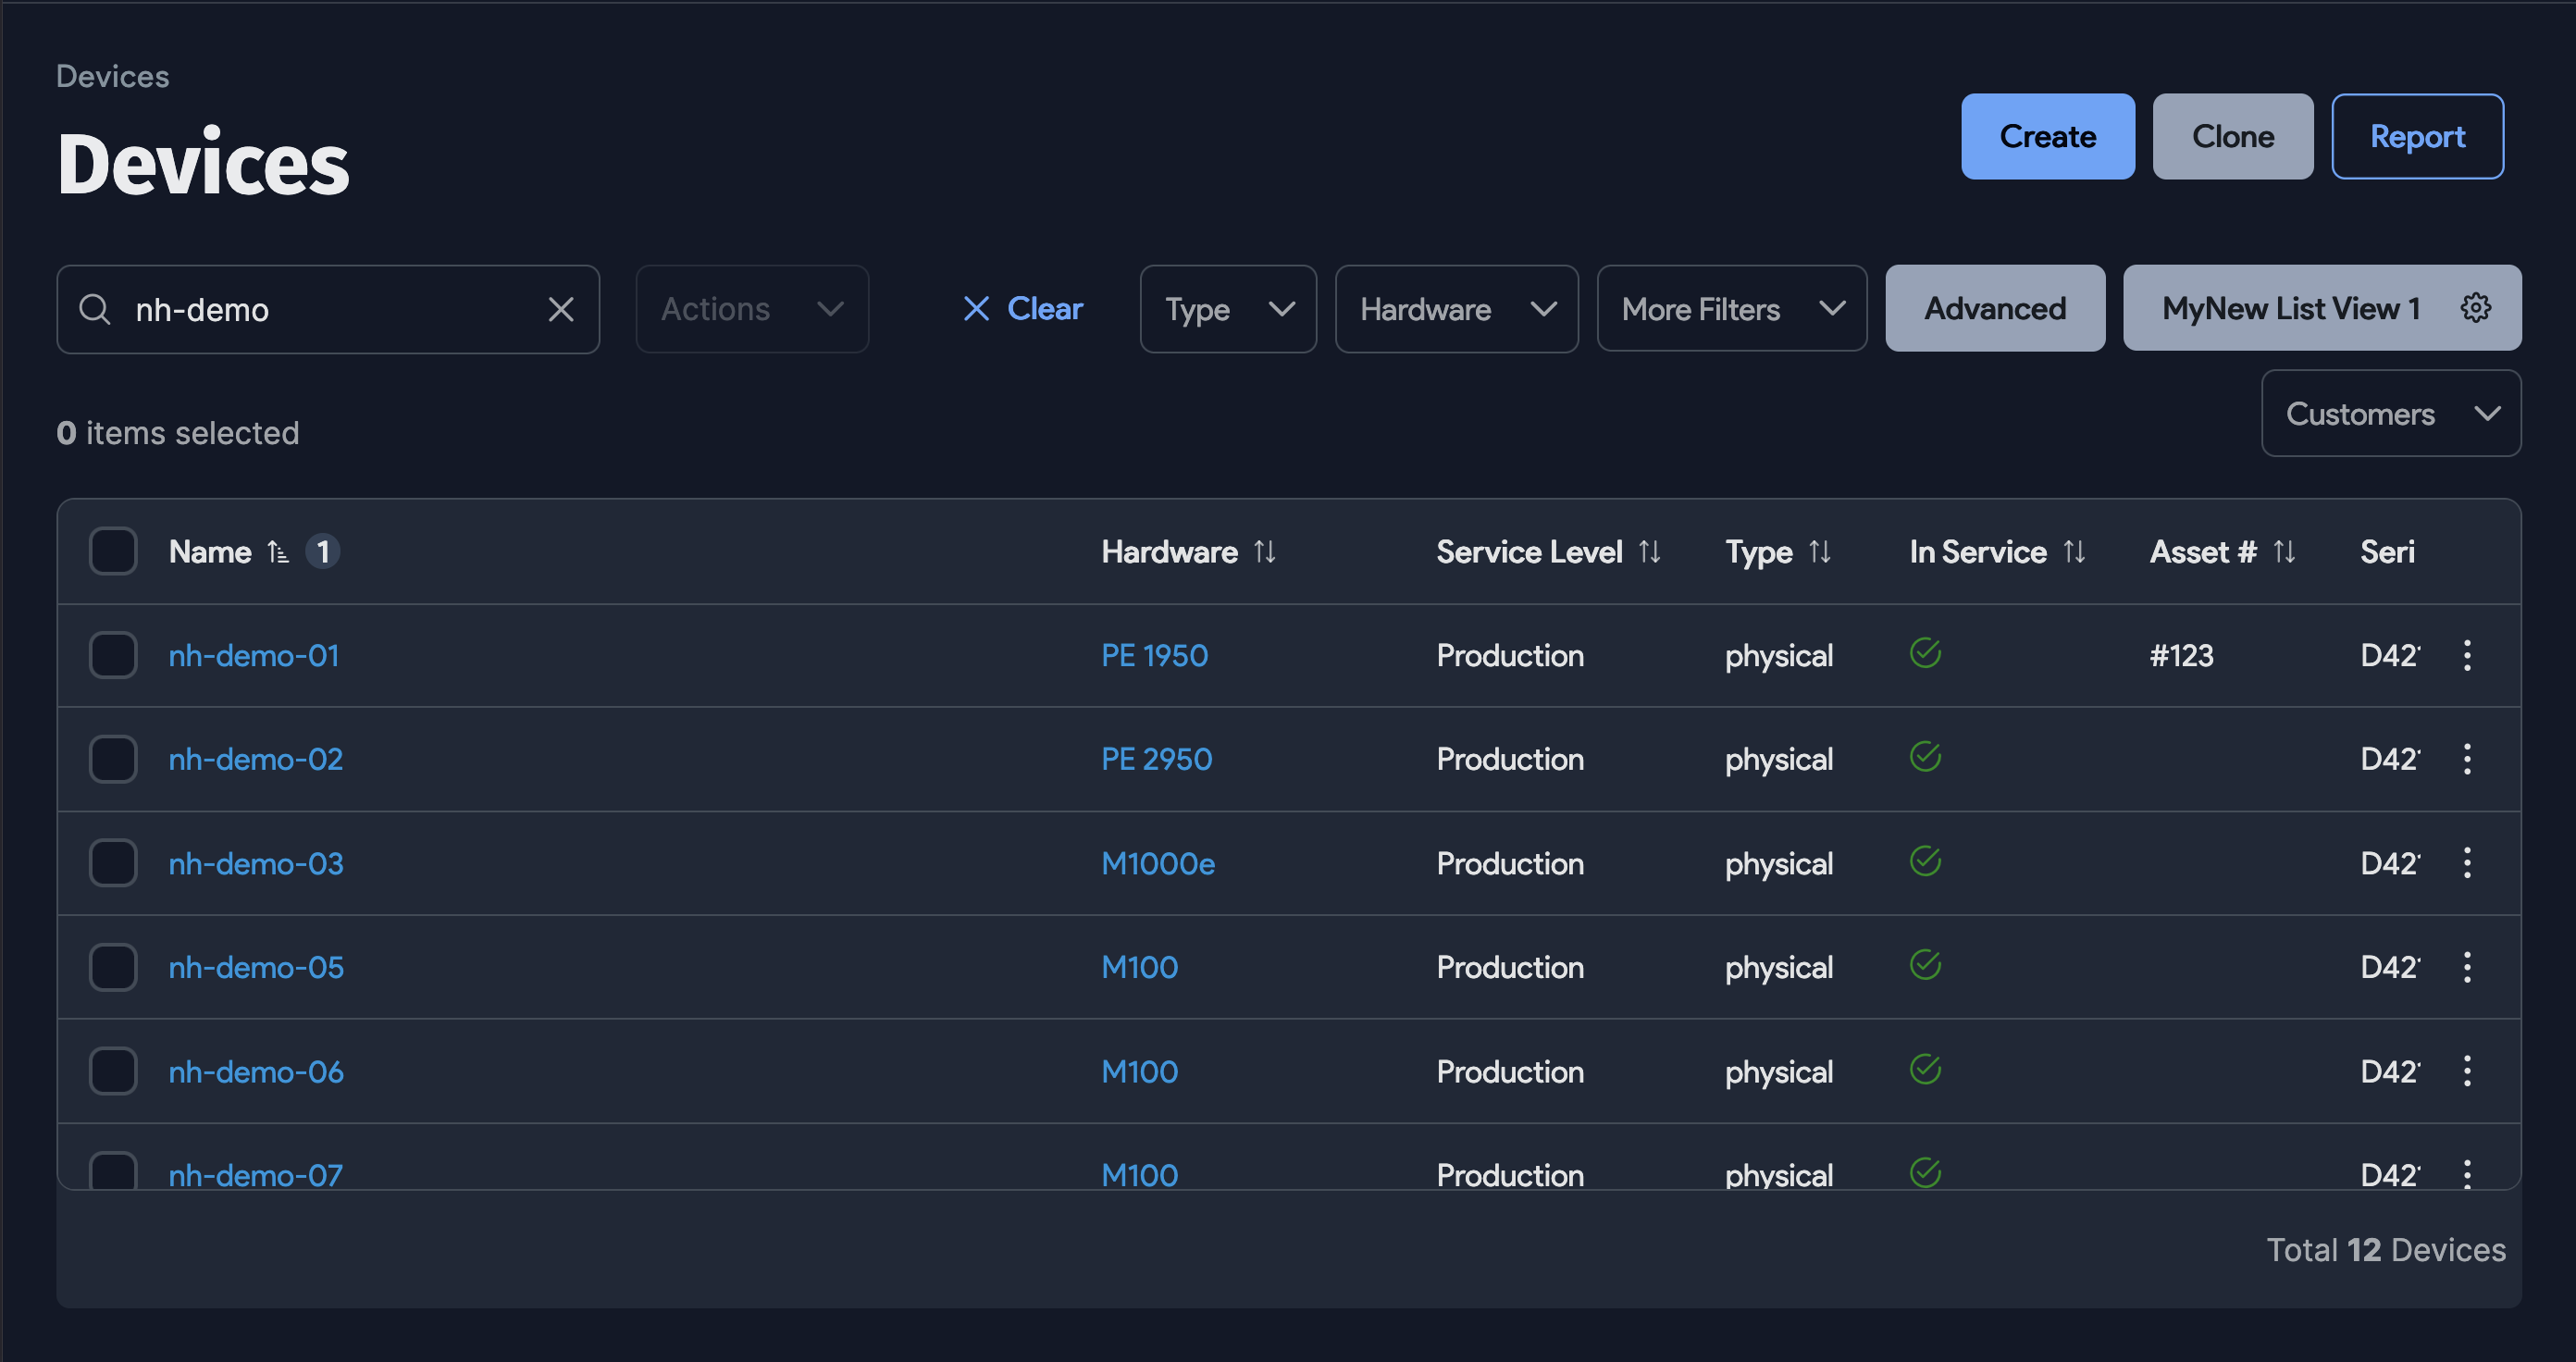 Devices
Devices
Create Clone Report
nh-demo Actions Clear Type Hardware More Filters Advanced MyNew List View 1
Customers
0 items selected
Name 1 Hardware Service Level Type In Service Asset # Seri
nh-demo-01 PE 1950 Production physical #123 D42
nh-demo-02 PE 2950 Production physical D42
nh-demo-03 M1000e Production physical D42
nh-demo-05 M100 Production physical D42
nh-demo-06 M100 Production physical D42
nh-demo-07 M100 Production physical D42
Total 12 Devices